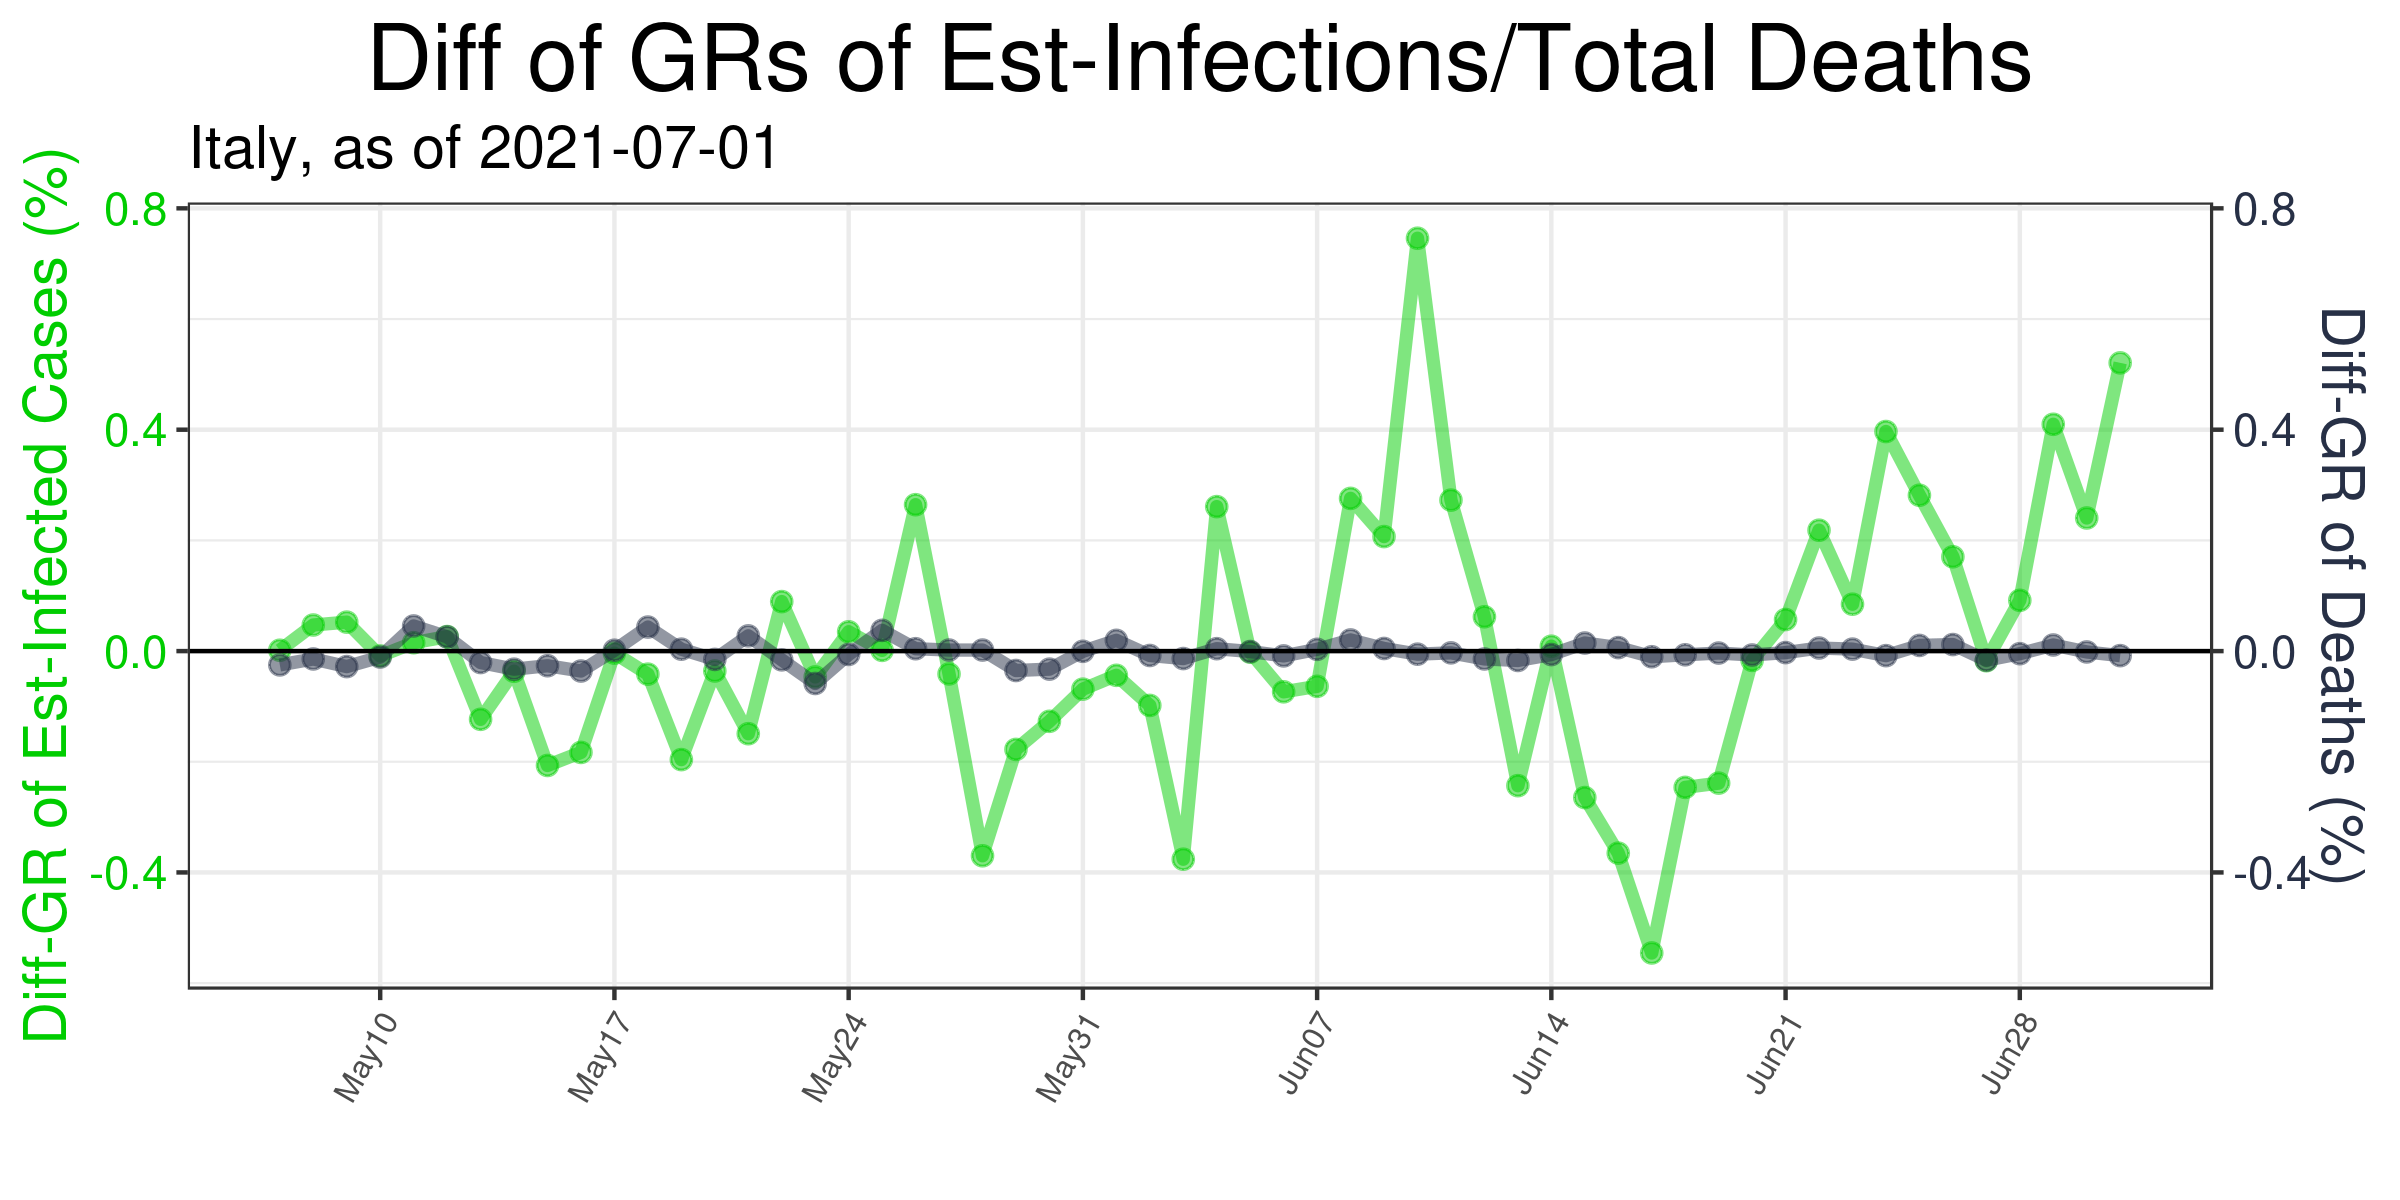 Diff of GRs of Est-Infections/Total Deaths
Italy, as of 2021-07-01
Diff-GR of Est-Infected Cases (%)
0.8
0.4
0.0
-0.4
0.8
0.4
0.0
-0.4
Diff-GR of Deaths (%)
May10
May17
May24
May31
Jun07
Jun14
Jun21
Jun28